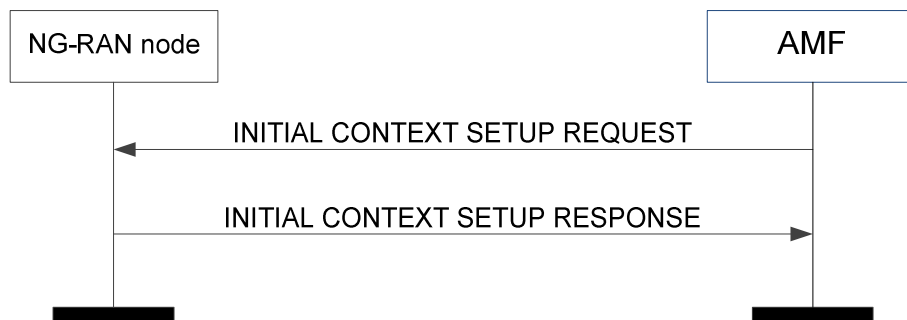 NG-RAN node
AMF
INITIAL CONTEXT SETUP REQUEST
INITIAL CONTEXT SETUP RESPONSE